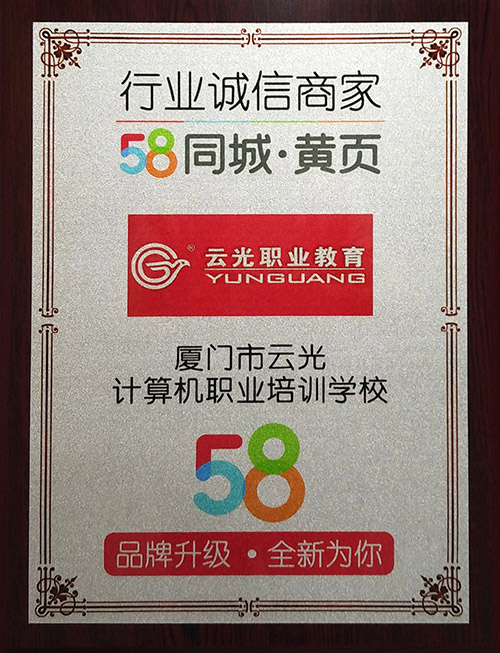 行业诚信商家
58同城·黄页
云光职业教育
YUNGUANG
厦门市云光
计算机职业培训学校
58
品牌升级·全新为你